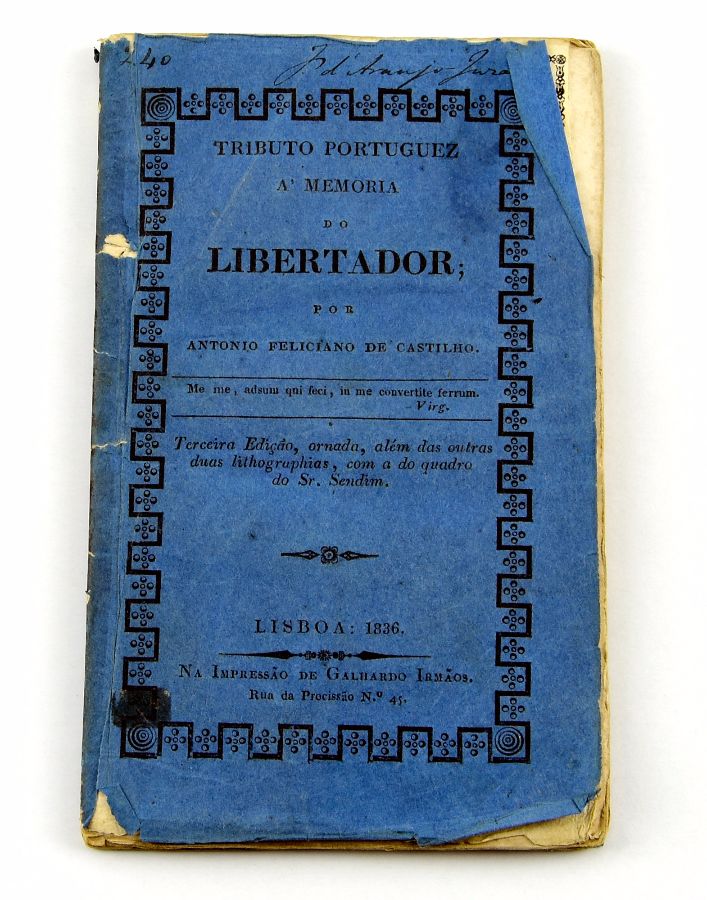 240 J. d'Araujo
TRIBUTO PORTUGUEZ
A' MEMORIA
DO
LIBERTADOR;
POR
ANTONIO FELICIANO DE CASTILHO.
Me me, adsum qui feci, in me convertite ferrum.
Virg.
Terceira Edição, ornada, além das outras
duas lithographias, com a do quadro
do Sr. Sendim.
LISBOA: 1836.
NA IMPRESSÃO DE GALHARDO IRMÃOS.
Rua da Procissão N.º 45.